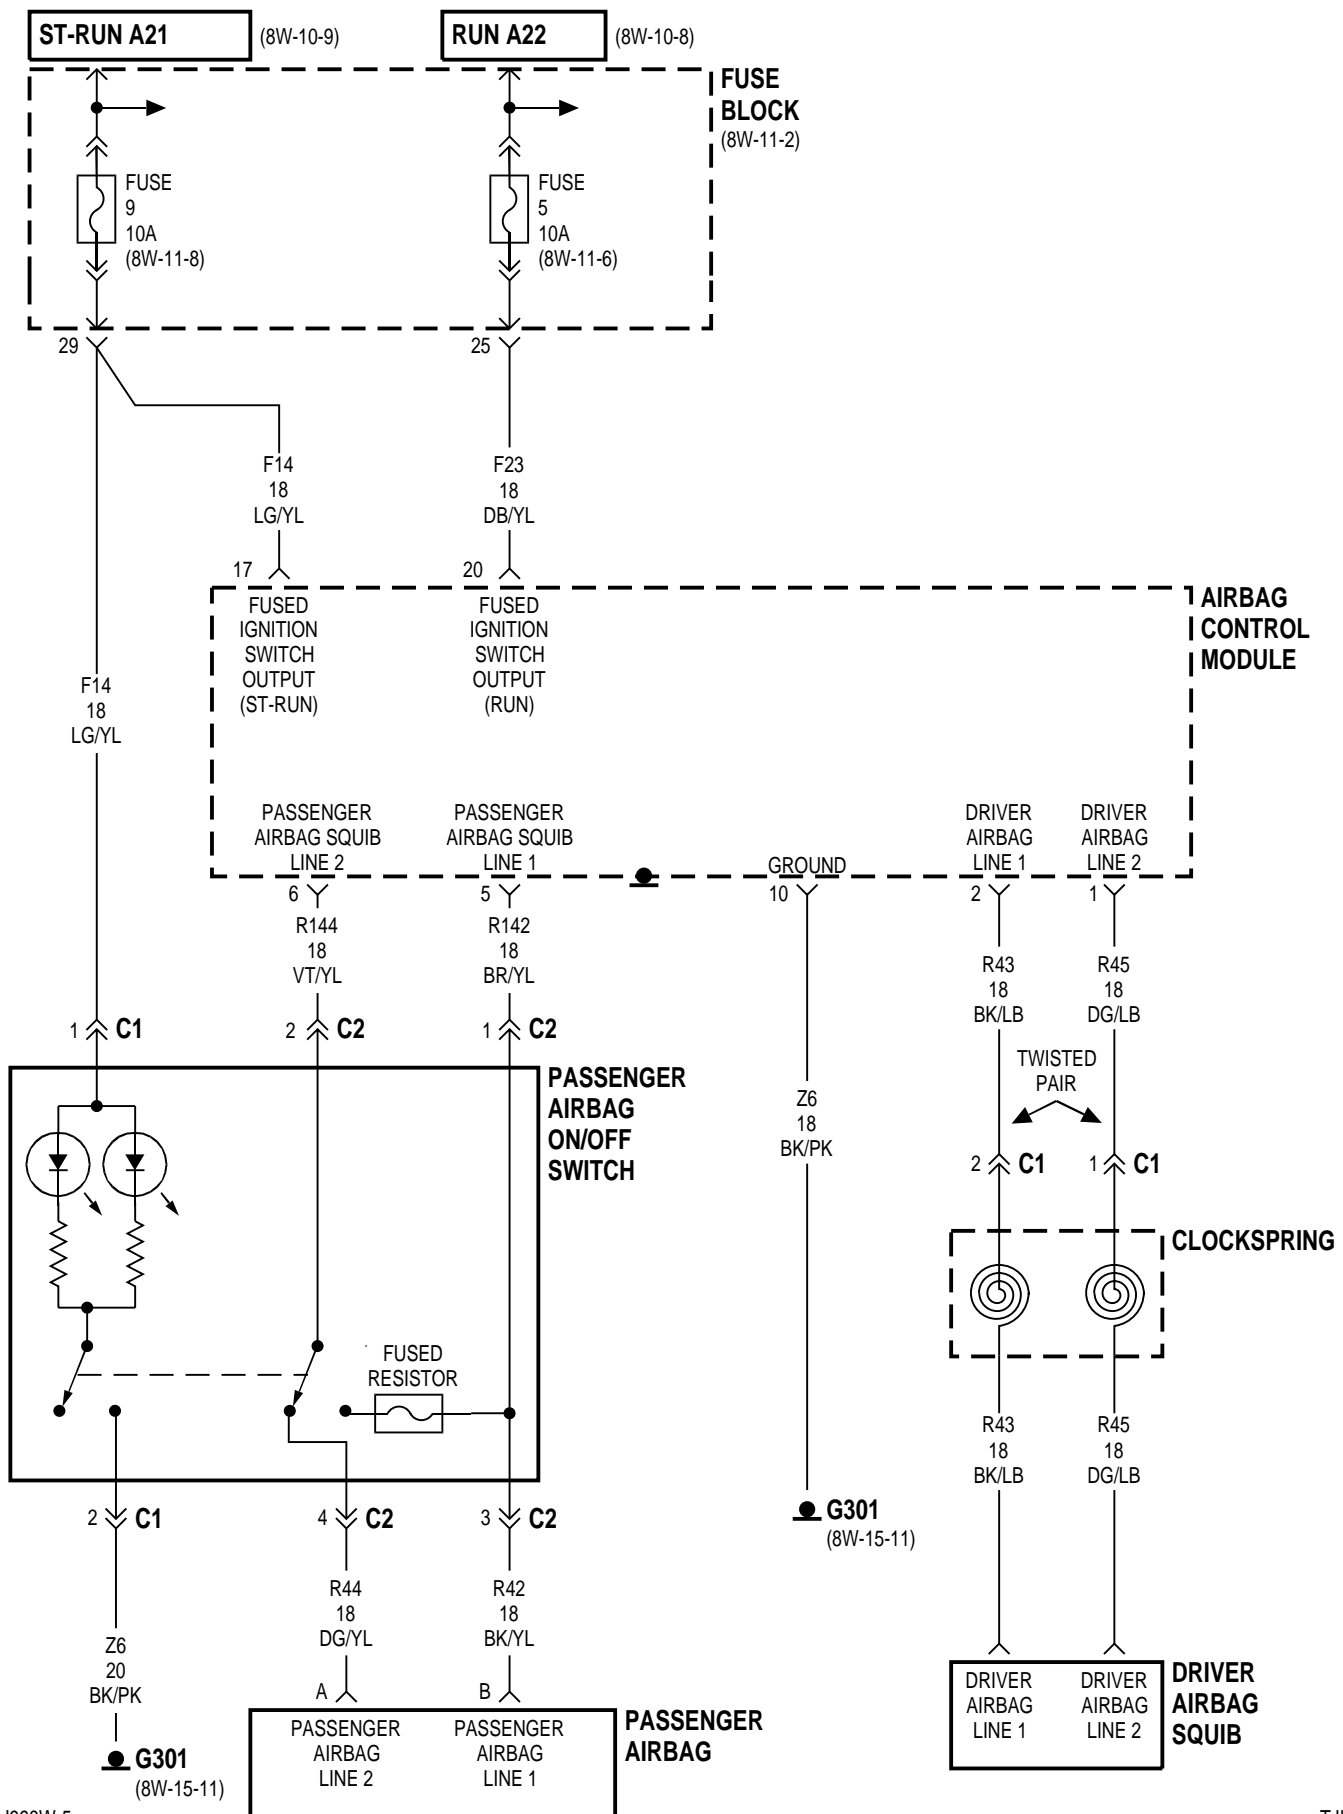 ST-RUN A21 (8W-10-9) RUN A22 (8W-10-8)
FUSE
BLOCK
(8W-11-2)
FUSE
9
10A
(8W-11-8)
FUSE
5
10A
(8W-11-6)
29 25
F14
18
LG/YL
F23
18
DB/YL
17 20
FUSED
IGNITION
SWITCH
OUTPUT
(ST-RUN)
FUSED
IGNITION
SWITCH
OUTPUT
(RUN)
AIRBAG
CONTROL
MODULE
F14
18
LG/YL
PASSENGER
AIRBAG SQUIB
LINE 2
PASSENGER
AIRBAG SQUIB
LINE 1
GROUND
DRIVER
AIRBAG
LINE 1
DRIVER
AIRBAG
LINE 2
6 5 10 2 1
R144
18
VT/YL
R142
18
BR/YL
R43
18
BK/LB
R45
18
DG/LB
1 C1 2 C2 1 C2
TWISTED
PAIR
PASSENGER
AIRBAG
ON/OFF
SWITCH
Z6
18
BK/PK
2 C1 1 C1
CLOCKSPRING
FUSED
RESISTOR
R43
18
BK/LB
R45
18
DG/LB
2 C1 4 C2 3 C2
G301
(8W-15-11)
R44
18
DG/YL
R42
18
BK/YL
Z6
20
BK/PK
A B
DRIVER
AIRBAG
LINE 1
DRIVER
AIRBAG
LINE 2
DRIVER
AIRBAG
SQUIB
PASSENGER
AIRBAG
LINE 2
PASSENGER
AIRBAG
LINE 1
PASSENGER
AIRBAG
G301
(8W-15-11)